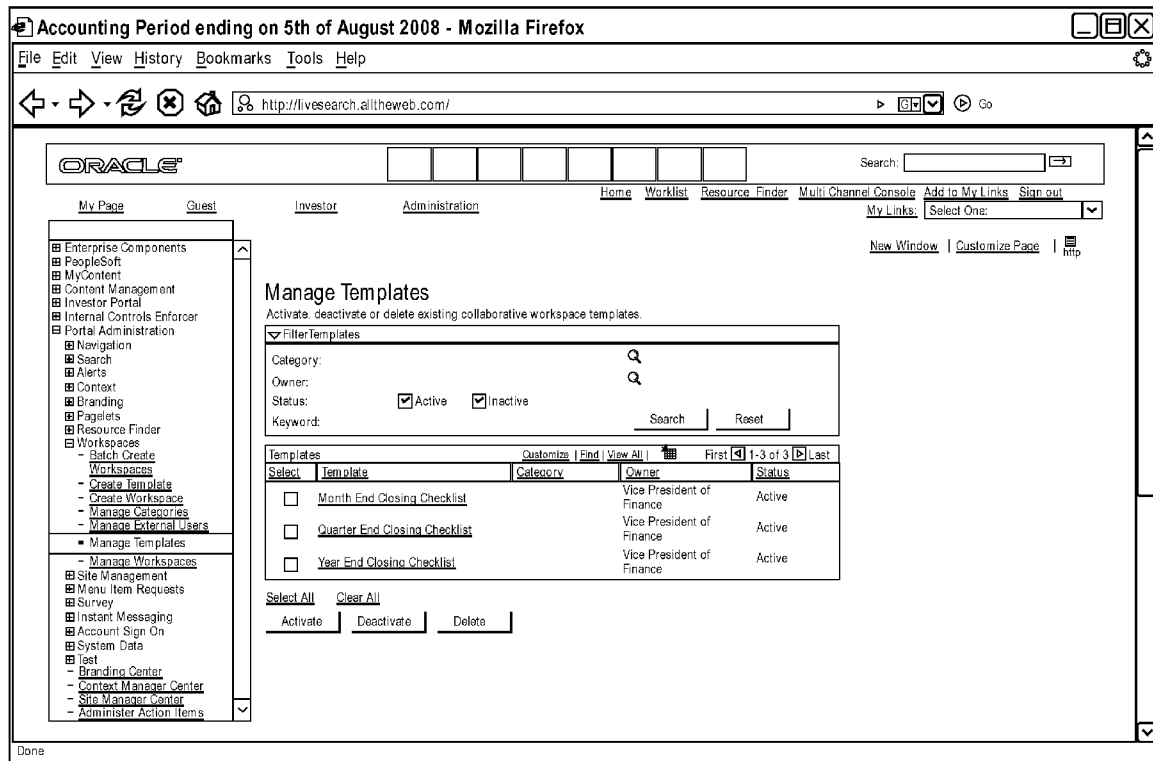 Accounting Period ending on 5th of August 2008 - Mozilla Firefox
File Edit View History Bookmarks Tools Help
http://livesearch.alltheweb.com/
G
Go
ORACLE
Search:
Home Worklist Resource Finder Multi Channel Console Add to My Links Sign out
My Page Guest Investor Administration
My Links: Select One:
New Window | Customize Page | http
Enterprise Components
PeopleSoft
MyContent
Content Management
Investor Portal
Internal Controls Enforcer
Portal Administration
Navigation
Search
Alerts
Context
Branding
Pagelets
Resource Finder
Workspaces
- Batch Create
Workspaces
- Create Template
- Create Workspace
- Manage Categories
- Manage External Users
▪ Manage Templates
- Manage Workspaces
Site Management
Menu Item Requests
Survey
Instant Messaging
Account Sign On
System Data
Test
- Branding Center
- Context Manager Center
- Site Manager Center
- Administer Action Items
Manage Templates
Activate. deactivate or delete existing collaborative workspace templates.
FilterTemplates
Category:
Owner:
Status: Active Inactive
Keyword: Search Reset
Templates Customize | Find | View All | First 1-3 of 3 Last
Select Template Category Owner Status
Month End Closing Checklist Vice President of Finance Active
Quarter End Closing Checklist Vice President of Finance Active
Year End Closing Checklist Vice President of Finance Active
Select All Clear All
Activate Deactivate Delete
Done